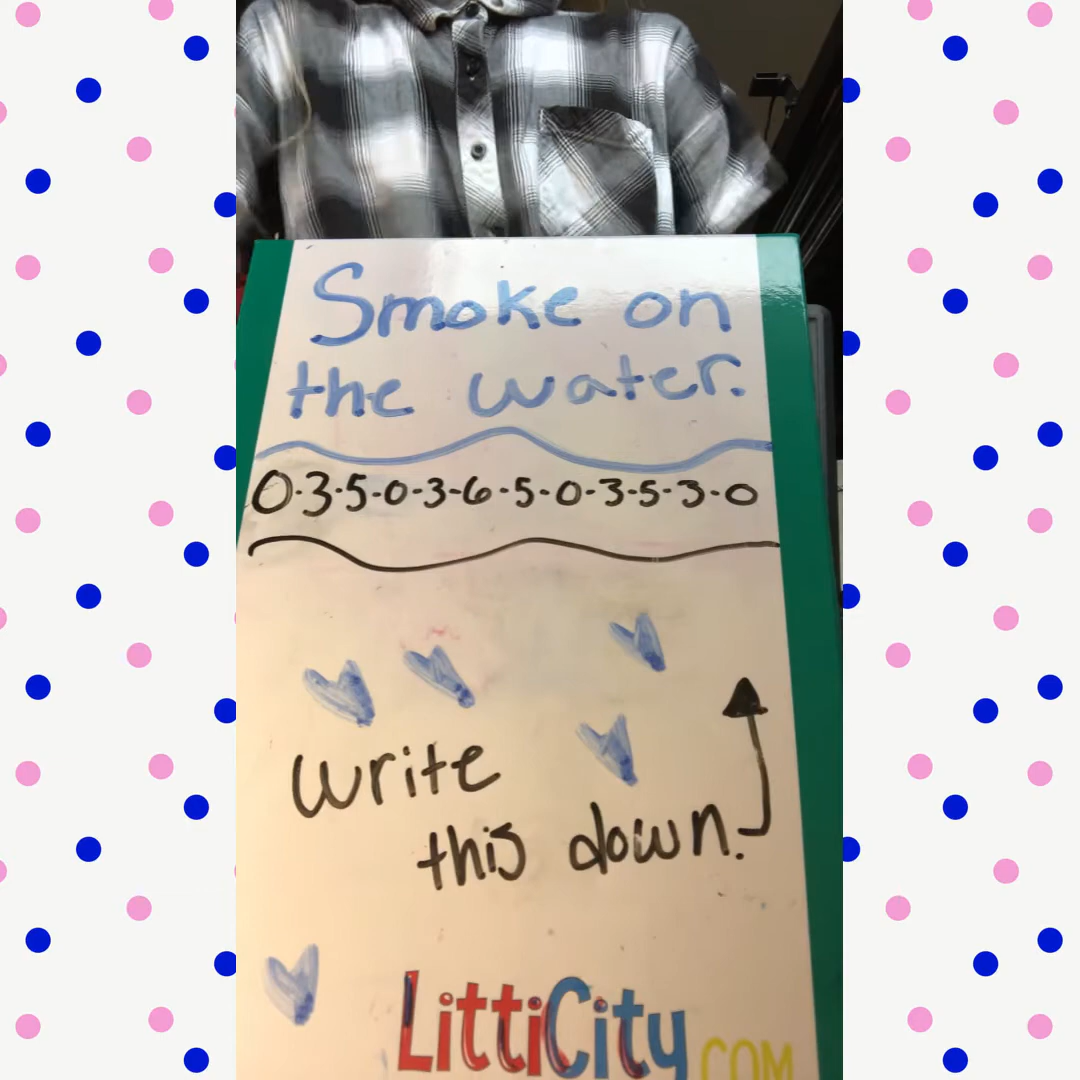 Smoke on
the water.
0-3-5-0-3-6-5-0-3-5-3-0
write
this down.
LittiCity.COM